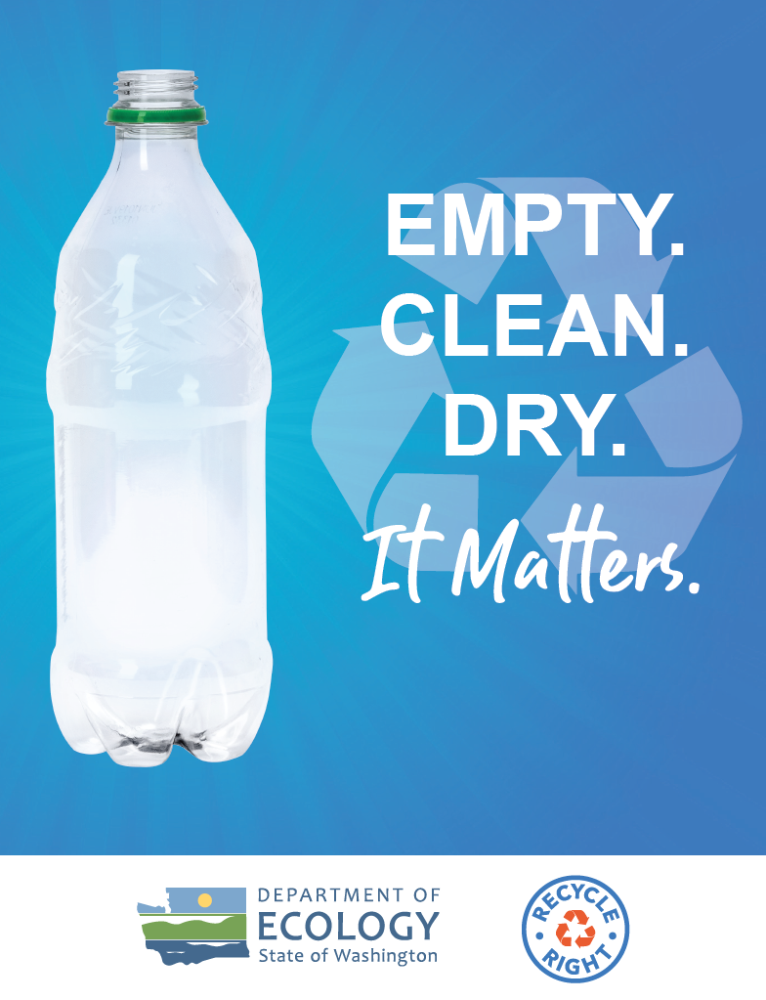 EMPTY.
CLEAN.
DRY.
It Matters.
DEPARTMENT OF
ECOLOGY
State of Washington
RECYCLE
RIGHT